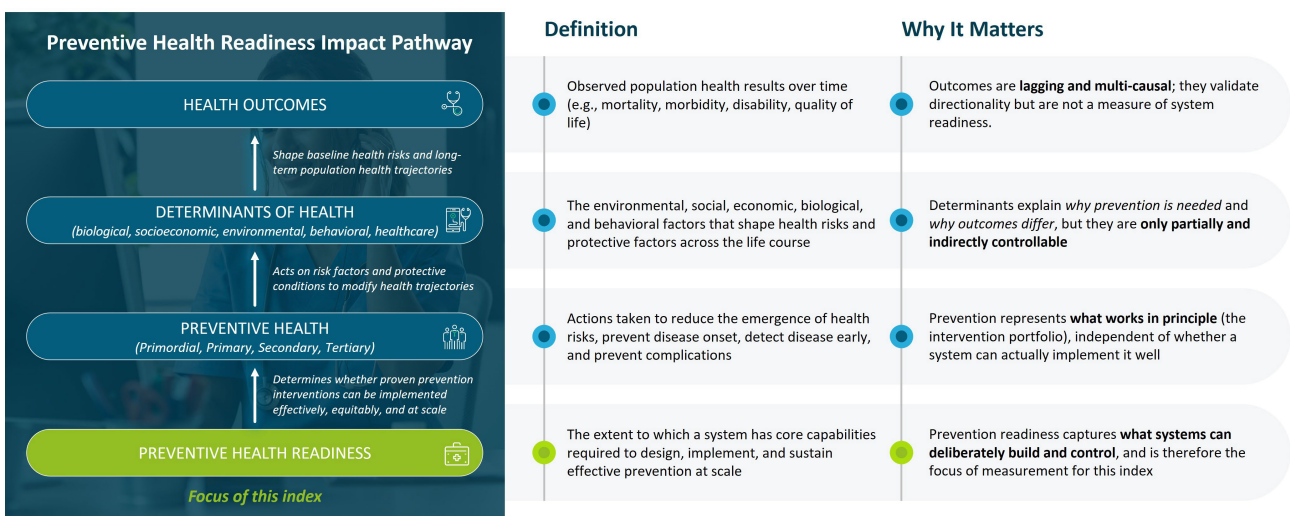 Preventive Health Readiness Impact Pathway
Definition
Why It Matters
HEALTH OUTCOMES
Observed population health results over time
(e.g., mortality, morbidity, disability, quality of
life)
Outcomes are lagging and multi-causal; they validate
directionality but are not a measure of system
readiness.
Shape baseline health risks and long-
term population health trajectories
DETERMINANTS OF HEALTH
(biological, socioeconomic, environmental, behavioral, healthcare)
The environmental, social, economic, biological,
and behavioral factors that shape health risks and
protective factors across the life course
Determinants explain why prevention is needed and
why outcomes differ, but they are only partially and
indirectly controllable
Acts on risk factors and protective
conditions to modify health trajectories
PREVENTIVE HEALTH
(Primordial, Primary, Secondary, Tertiary)
Actions taken to reduce the emergence of health
risks, prevent disease onset, detect disease early,
and prevent complications
Prevention represents what works in principle (the
intervention portfolio), independent of whether a
system can actually implement it well
Determines whether proven prevention
interventions can be implemented
effectively, equitably, and at scale
PREVENTIVE HEALTH READINESS
The extent to which a system has core capabilities
required to design, implement, and sustain
effective prevention at scale
Prevention readiness captures what systems can
deliberately build and control, and is therefore the
focus of measurement for this index
Focus of this index